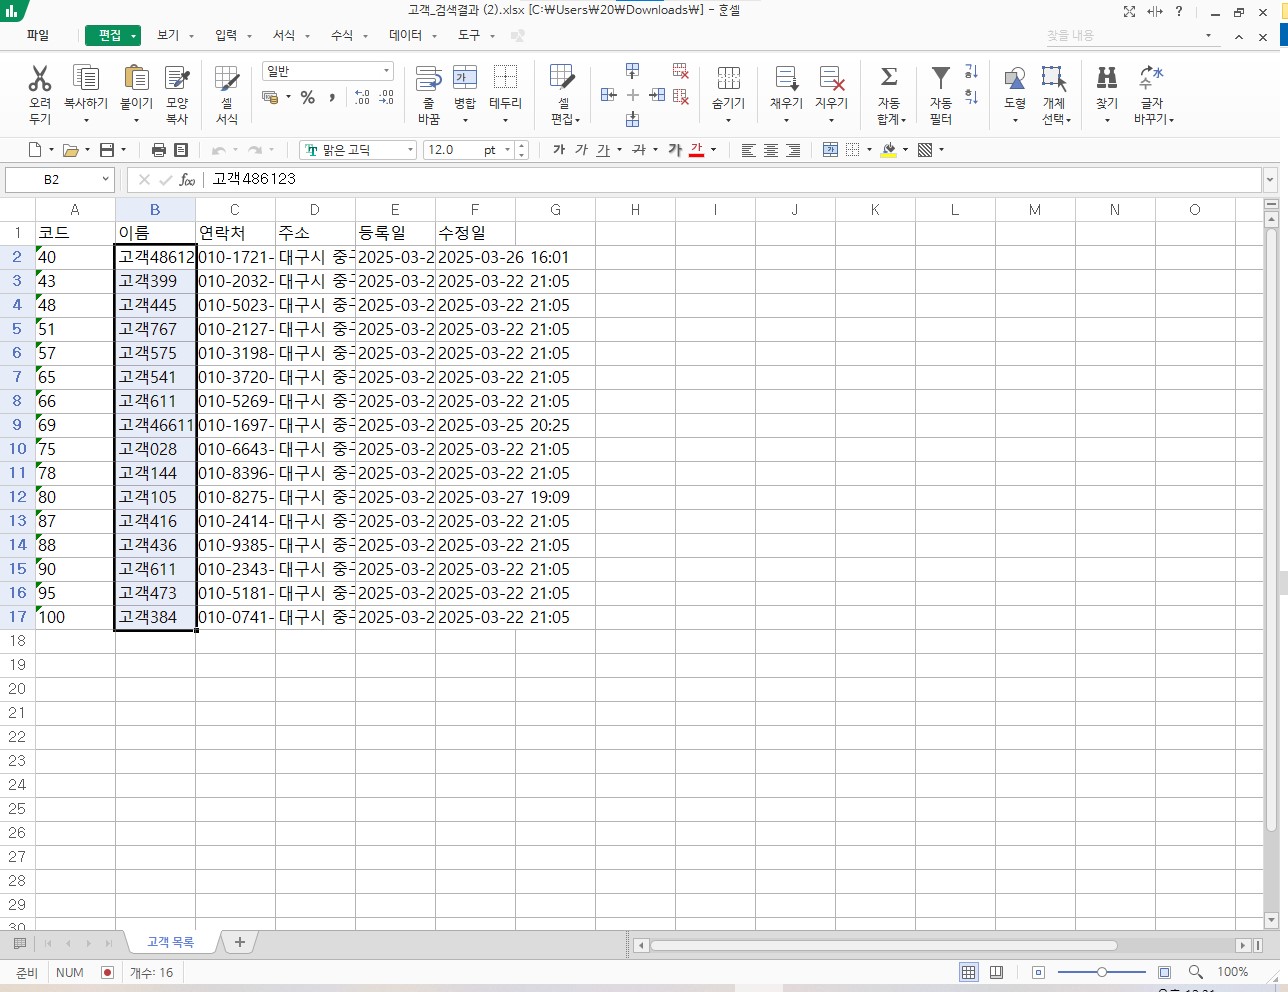 고객_검색결과 (2).xlsx [C:₩Users₩20₩Downloads₩] - 훈셀
파일 편집 보기 입력 서식 수식 데이터 도구 찾을 내용
오려 두기 복사하기 붙이기 모양 복사 셀 서식 일반 줄 바꿈 병합 테두리 셀 편집 숨기기 채우기 지우기 자동 합계 자동 필터 도형 개체 선택 찾기 글자 바꾸기
맑은 고딕 12.0 pt 가 가 가 가 가 가
B2 고객486123
A B C D E F G H I J K L M N O
1 코드 이름 연락처 주소 등록일 수정일
2 40 고객48612 010-1721- 대구시 중구 2025-03-2 2025-03-26 16:01
3 43 고객399 010-2032- 대구시 중구 2025-03-2 2025-03-22 21:05
4 48 고객445 010-5023- 대구시 중구 2025-03-2 2025-03-22 21:05
5 51 고객767 010-2127- 대구시 중구 2025-03-2 2025-03-22 21:05
6 57 고객575 010-3198- 대구시 중구 2025-03-2 2025-03-22 21:05
7 65 고객541 010-3720- 대구시 중구 2025-03-2 2025-03-22 21:05
8 66 고객611 010-5269- 대구시 중구 2025-03-2 2025-03-22 21:05
9 69 고객46611 010-1697- 대구시 중구 2025-03-2 2025-03-25 20:25
10 75 고객028 010-6643- 대구시 중구 2025-03-2 2025-03-22 21:05
11 78 고객144 010-8396- 대구시 중구 2025-03-2 2025-03-22 21:05
12 80 고객105 010-8275- 대구시 중구 2025-03-2 2025-03-27 19:09
13 87 고객416 010-2414- 대구시 중구 2025-03-2 2025-03-22 21:05
14 88 고객436 010-9385- 대구시 중구 2025-03-2 2025-03-22 21:05
15 90 고객611 010-2343- 대구시 중구 2025-03-2 2025-03-22 21:05
16 95 고객473 010-5181- 대구시 중구 2025-03-2 2025-03-22 21:05
17 100 고객384 010-0741- 대구시 중구 2025-03-2 2025-03-22 21:05
18
19
20
21
22
23
24
25
26
27
28
29
30
고객 목록
준비 NUM 개수: 16 100%